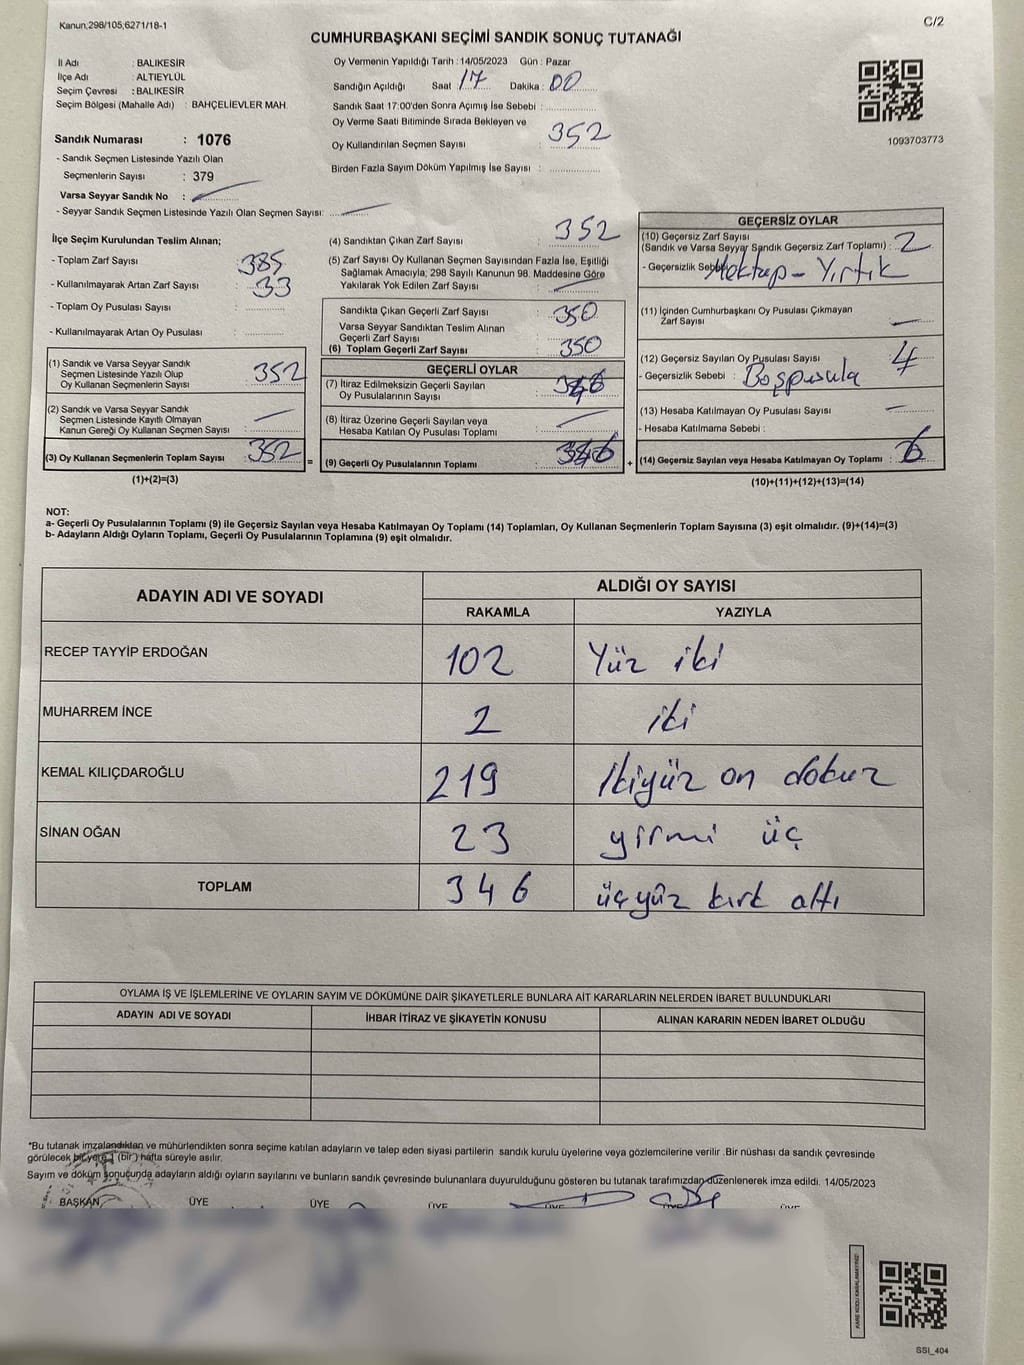 Kanun,298/105,6271/18-1
C/2
CUMHURBAŞKANI SEÇİMİ SANDIK SONUÇ TUTANAĞI
İl Adı : BALIKESİR
İlçe Adı : ALTIEYLÜL
Seçim Çevresi : BALIKESİR
Seçim Bölgesi (Mahalle Adı) : BAHÇELİEVLER MAH
Sandık Numarası : 1076
- Sandık Seçmen Listesinde Yazılı Olan
Seçmenlerin Sayısı : 379
Varsa Seyyar Sandık No :
- Seyyar Sandık Seçmen Listesinde Yazılı Olan Seçmen Sayısı:
Oy Vermenin Yapıldığı Tarih : 14/05/2023 Gün : Pazar
Sandığın Açıldığı Saat 17 Dakika : 00
Sandık Saat 17:00'den Sonra Açımış İse Sebebi :
Oy Verme Saati Bitiminde Sırada Bekleyen ve
Oy Kullandırılan Seçmen Sayısı : 352
Birden Fazla Sayım Döküm Yapılmış İse Sayısı :
1093703773
İlçe Seçim Kurulundan Teslim Alınan;
- Toplam Zarf Sayısı : 385
- Kullanılmayarak Artan Zarf Sayısı : 33
- Toplam Oy Pusulası Sayısı :
- Kullanılmayarak Artan Oy Pusulası :
(1) Sandık ve Varsa Seyyar Sandık
Seçmen Listesinde Yazılı Olup
Oy Kullanan Seçmenlerin Sayısı : 352
(2) Sandık ve Varsa Seyyar Sandık
Seçmen Listesinde Kayıtlı Olmayan
Kanun Gereği Oy Kullanan Seçmen Sayısı :
(3) Oy Kullanan Seçmenlerin Toplam Sayısı : 352 =
(1)+(2)=(3)
(4) Sandıktan Çıkan Zarf Sayısı : 352
(5) Zarf Sayısı Oy Kullanan Seçmen Sayısından Fazla İse, Eşitliği
Sağlamak Amacıyla; 298 Sayılı Kanunun 98. Maddesine Göre
Yakılarak Yok Edilen Zarf Sayısı :
Sandıkta Çıkan Geçerli Zarf Sayısı : 350
Varsa Seyyar Sandıktan Teslim Alınan
Geçerli Zarf Sayısı :
(6) Toplam Geçerli Zarf Sayısı : 350
GEÇERLİ OYLAR
(7) İtiraz Edilmeksizin Geçerli Sayılan
Oy Pusulalarının Sayısı : 346
(8) İtiraz Üzerine Geçerli Sayılan ve
Hesaba Katılan Oy Pusulası Toplamı :
(9) Geçerli Oy Pusulalarının Toplamı : 346 +
GEÇERSİZ OYLAR
(10) Geçersiz Zarf Sayısı
(Sandık ve Varsa Seyyar Sandık Geçersiz Zarf Toplamı) : 2
- Geçersizlik Sebebi : Mektup - Yırtık
(11) İçinden Cumhurbaşkanı Oy Pusulası Çıkmayan
Zarf Sayısı :
(12) Geçersiz Sayılan Oy Pusulası Sayısı : 4
- Geçersizlik Sebebi : Boş pusula
(13) Hesaba Katılmayan Oy Pusulası Sayısı :
- Hesaba Katılmama Sebebi :
(14) Geçersiz Sayılan veya Hesaba Katılmayan Oy Toplamı : 6
(10)+(11)+(12)+(13)=(14)
NOT:
a- Geçerli Oy Pusulalarının Toplamı (9) ile Geçersiz Sayılan veya Hesaba Katılmayan Oy Toplamı (14) Toplamları, Oy Kullanan Seçmenlerin Toplam Sayısına (3) eşit olmalıdır. (9)+(14)=(3)
b- Adayların Aldığı Oyların Toplamı, Geçerli Oy Pusulalarının Toplamına (9) eşit olmalıdır.
ADAYIN ADI VE SOYADI ALDIĞI OY SAYISI
RAKAMLA YAZIYLA
RECEP TAYYİP ERDOĞAN 102 Yüz iki
MUHARREM İNCE 2 iki
KEMAL KILIÇDAROĞLU 219 İkiyüz on dokuz
SİNAN OĞAN 23 yirmi üç
TOPLAM 346 üçyüz kırk altı
OYLAMA İŞ VE İŞLEMLERİNE VE OYLARIN SAYIM VE DÖKÜMÜNE DAİR ŞİKAYETLERLE BUNLARA AİT KARARLARIN NELERDEN İBARET BULUNDUKLARI
ADAYIN ADI VE SOYADI İHBAR İTİRAZ VE ŞİKAYETİN KONUSU ALINAN KARARIN NEDEN İBARET OLDUĞU
*Bu tutanak imzalandıktan ve mühürlendikten sonra seçime katılan adayların ve talep eden siyasi partilerin sandık kurulu üyelerine veya gözlemcilerine verilir .Bir nüshası da sandık çevresinde
görülecek bir yere 1 (bir ) hafta süreyle asılır.
Sayım ve döküm sonucunda adayların aldığı oyların sayılarını ve bunların sandık çevresinde bulunanlara duyurulduğunu gösteren bu tutanak tarafımızdan düzenlenerek imza edildi. 14/05/2023
BAŞKAN ÜYE ÜYE ÜYE ÜYE ÜYE ÜYE
SSI_404